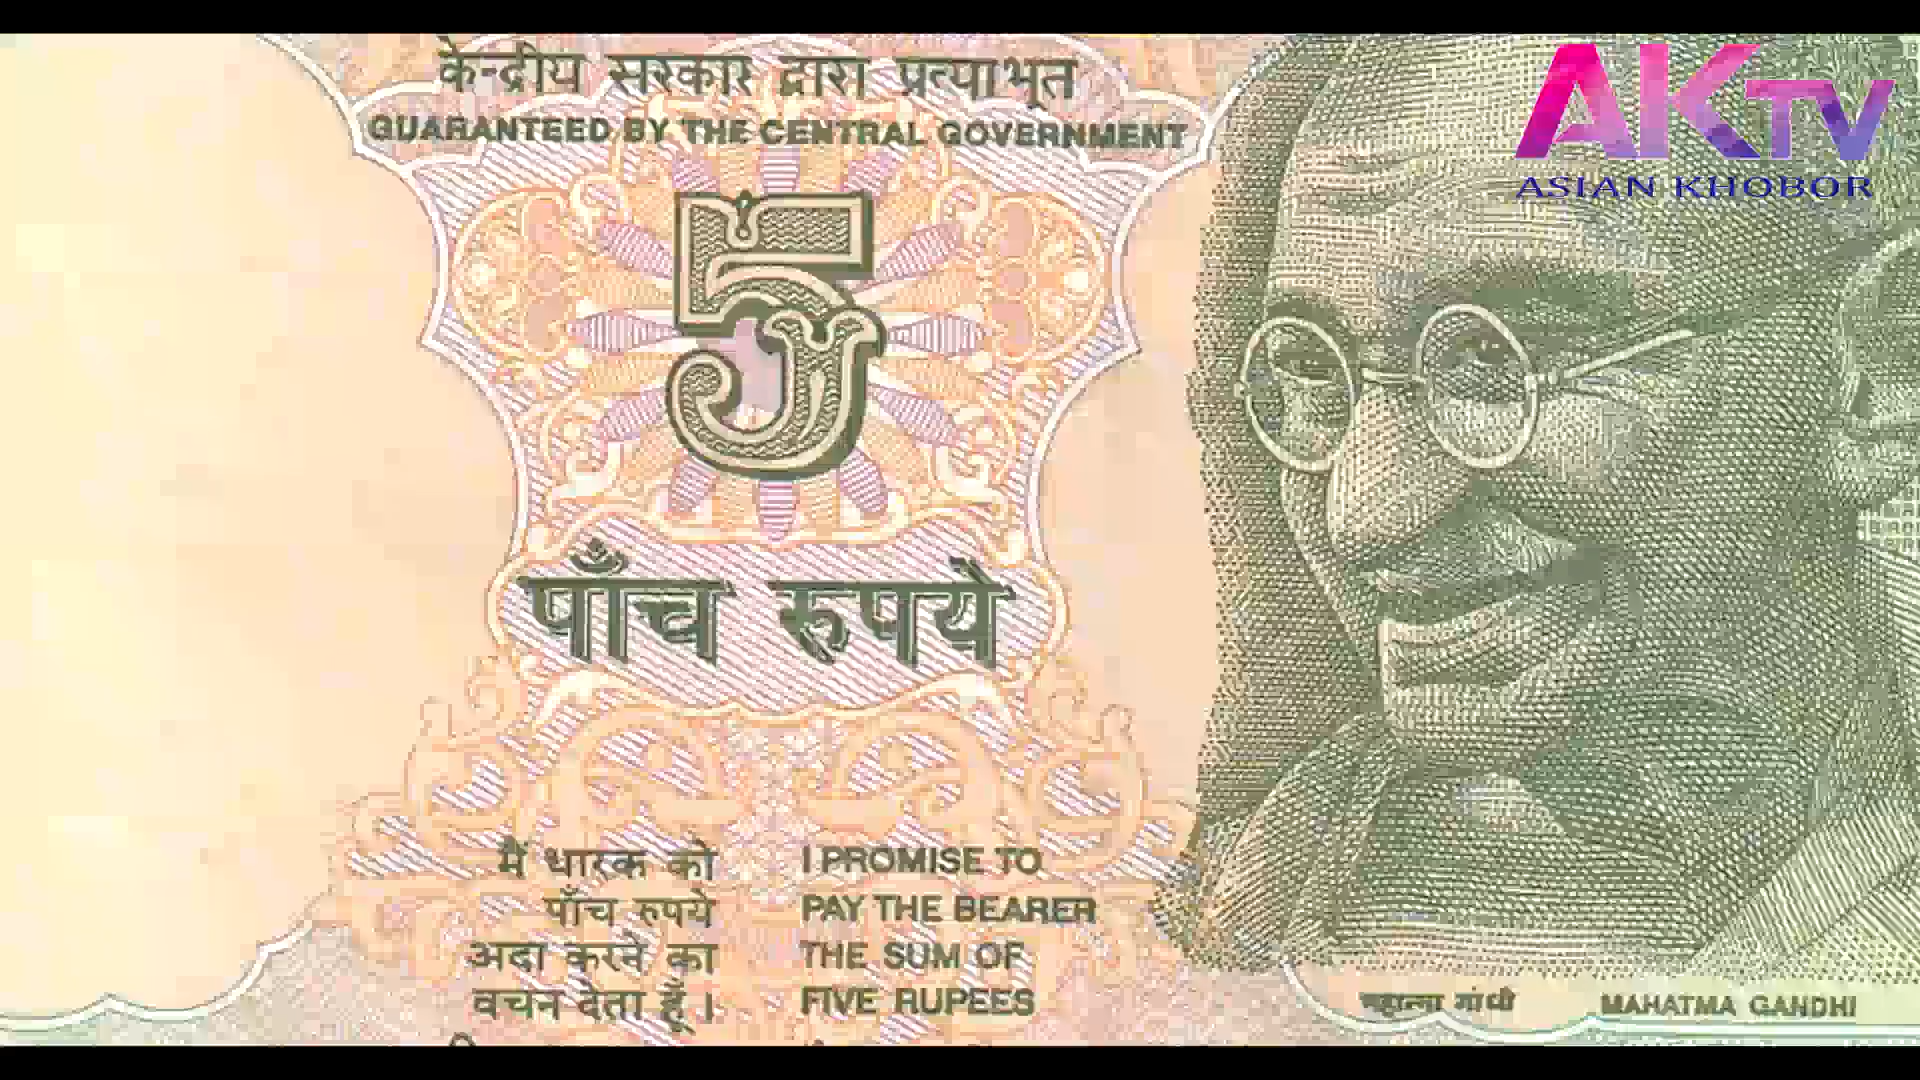 केन्द्रीय सरकार द्वारा प्रत्याभूत
GUARANTEED BY THE CENTRAL GOVERNMENT
5
पाँच रुपये
मैं धारक को
पाँच रुपये
अदा करने का
वचन देता हूँ ।
I PROMISE TO
PAY THE BEARER
THE SUM OF
FIVE RUPEES
महात्मा गांधी MAHATMA GANDHI
AKTV
ASIAN KHOBOR